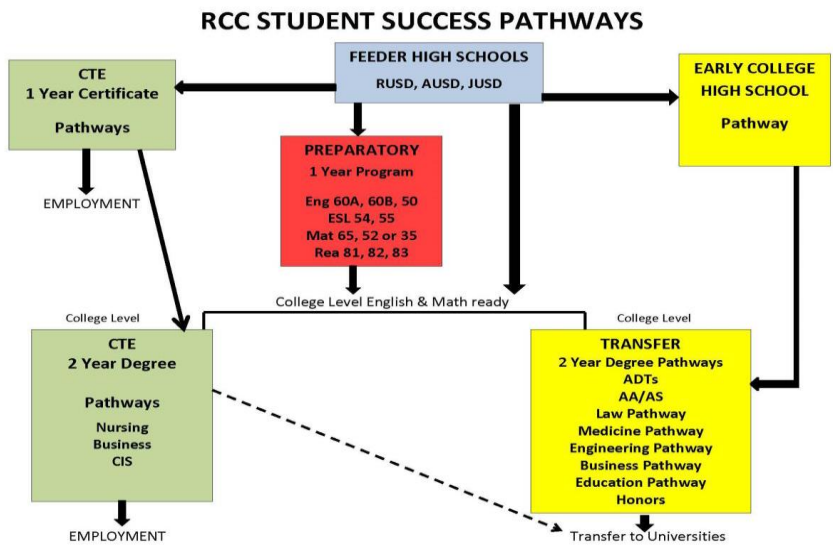 RCC STUDENT SUCCESS PATHWAYS
FEEDER HIGH SCHOOLS
RUSD, AUSD, JUSD
CTE
1 Year Certificate
Pathways
EMPLOYMENT
PREPARATORY
1 Year Program
Eng 60A, 60B, 50
ESL 54, 55
Mat 65, 52 or 35
Rea 81, 82, 83
EARLY COLLEGE
HIGH SCHOOL
Pathway
College Level English & Math ready
College Level
CTE
2 Year Degree
Pathways
Nursing
Business
CIS
EMPLOYMENT
College Level
TRANSFER
2 Year Degree Pathways
ADTs
AA/AS
Law Pathway
Medicine Pathway
Engineering Pathway
Business Pathway
Education Pathway
Honors
Transfer to Universities